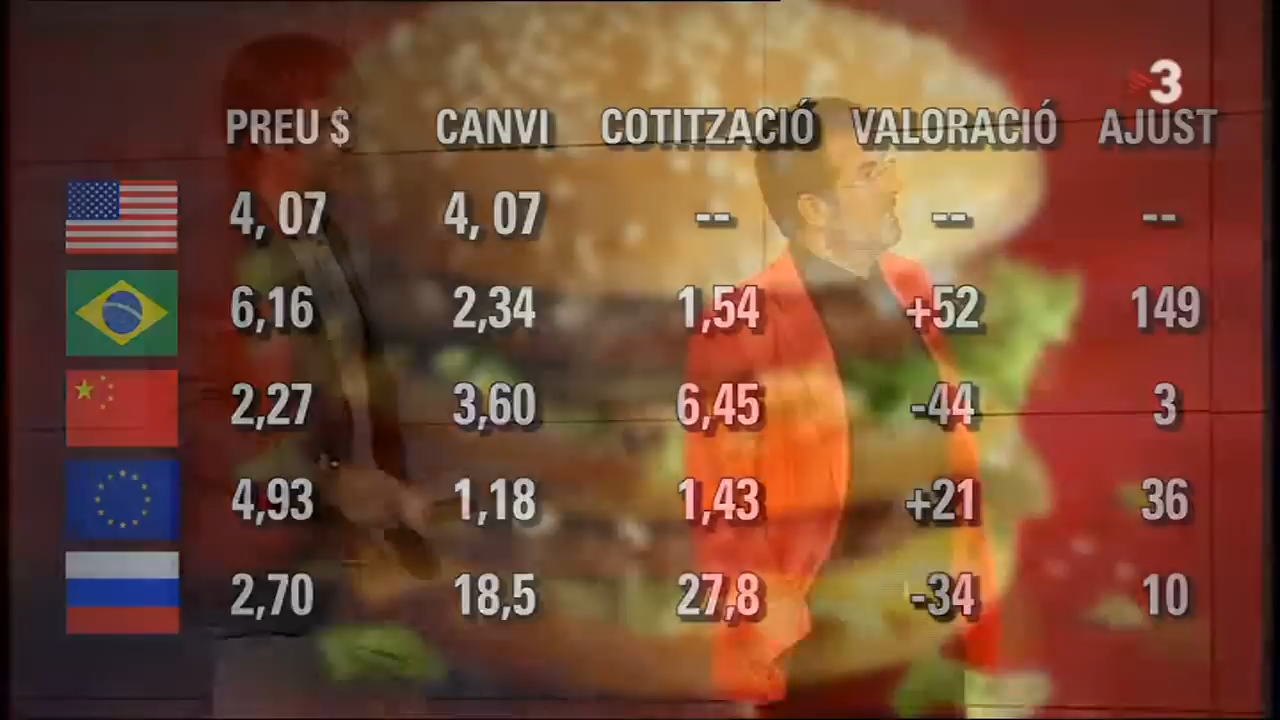 3
PREU $ CANVI COTITZACIÓ VALORACIÓ AJUST
4, 07 4, 07 -- -- --
6,16 2,34 1,54 +52 149
2,27 3,60 6,45 -44 3
4,93 1,18 1,43 +21 36
2,70 18,5 27,8 -34 10